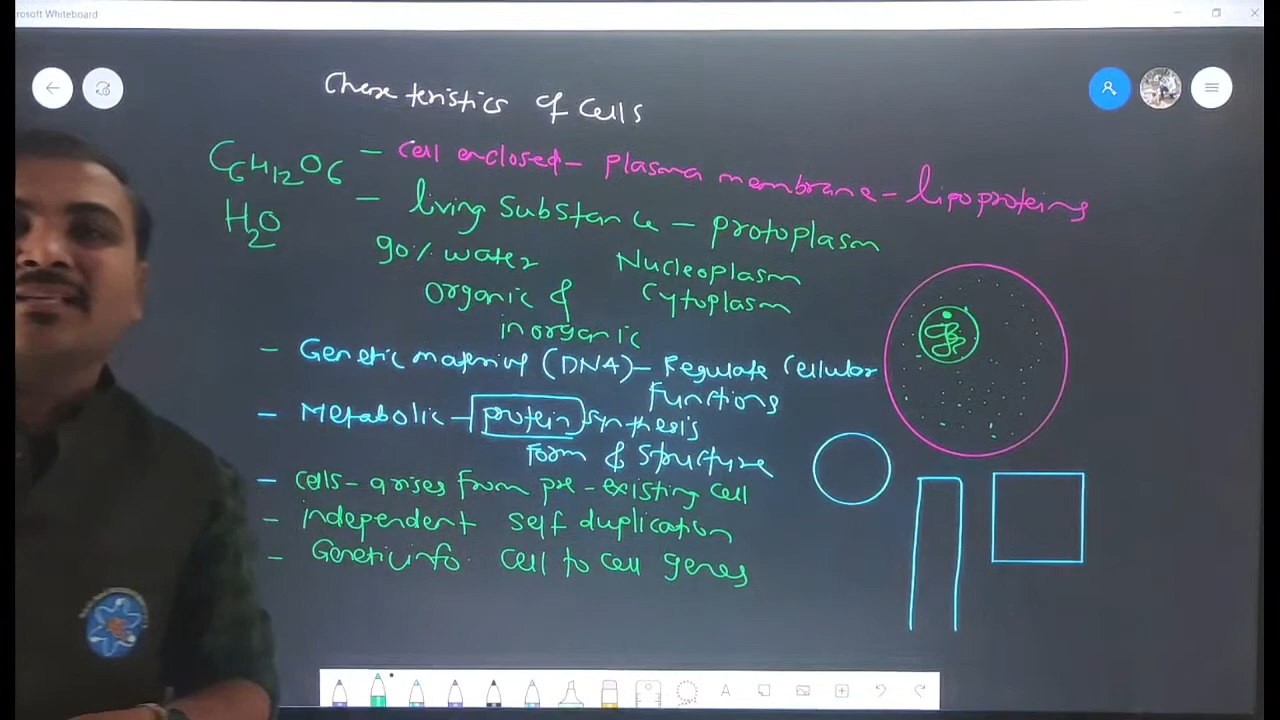 rosoft Whiteboard
Charcteristics of Cells
C6H12O6
H2O
- Cell enclosed - plasma membrane - lipoproteins
- living substance - protoplasm
90% water
Nucleoplasm
Organic &
Cytoplasm
inorganic
- Genetic material (DNA) - Regulate Cellular
Functions
- Metabolic - protein synthesis
Form & Structure
- Cells - arises from pre-existing cell
- independent self duplication
- Genetic info. cell to cell genes